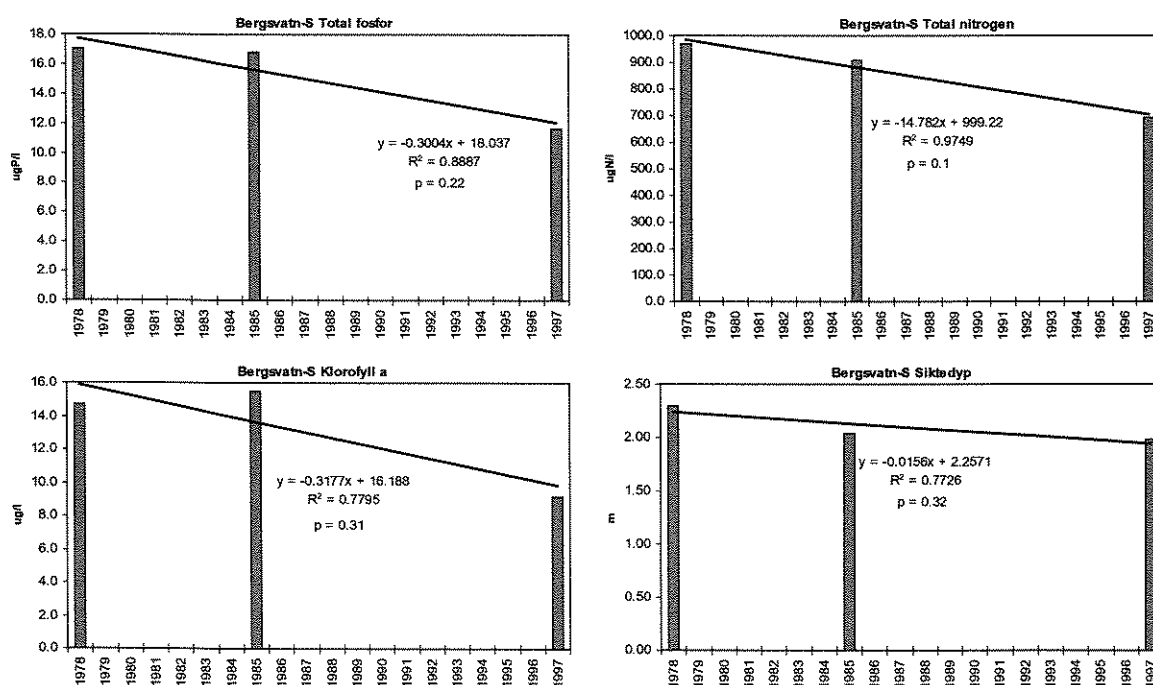 Bergsvatn-S Total fosfor
18.0
16.0
14.0
12.0
10.0
8.0
6.0
4.0
2.0
0.0
ugP/l
y = -0.3004x + 18.037
R² = 0.8887
p = 0.22
1978 1979 1980 1981 1982 1983 1984 1985 1986 1987 1988 1989 1990 1991 1992 1993 1994 1995 1996 1997
Bergsvatn-S Total nitrogen
1000.0
900.0
800.0
700.0
600.0
500.0
400.0
300.0
200.0
100.0
0.0
ugN/l
y = -14.782x + 999.22
R² = 0.9749
p = 0.1
1978 1979 1980 1981 1982 1983 1984 1985 1986 1987 1988 1989 1990 1991 1992 1993 1994 1995 1996 1997
Bergsvatn-S Klorofyll a
16.0
14.0
12.0
10.0
8.0
6.0
4.0
2.0
0.0
ug/l
y = -0.3177x + 16.188
R² = 0.7795
p = 0.31
1978 1979 1980 1981 1982 1983 1984 1985 1986 1987 1988 1989 1990 1991 1992 1993 1994 1995 1996 1997
Bergsvatn-S Siktedyp
2.50
2.00
1.50
1.00
0.50
0.00
m
y = -0.0156x + 2.2571
R² = 0.7726
p = 0.32
1978 1979 1980 1981 1982 1983 1984 1985 1986 1987 1988 1989 1990 1991 1992 1993 1994 1995 1996 1997